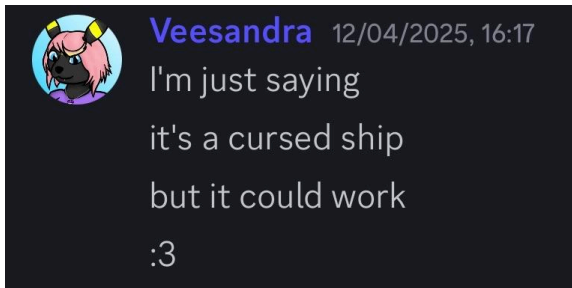 Veesandra 12/04/2025, 16:17
I'm just saying
it's a cursed ship
but it could work
:3